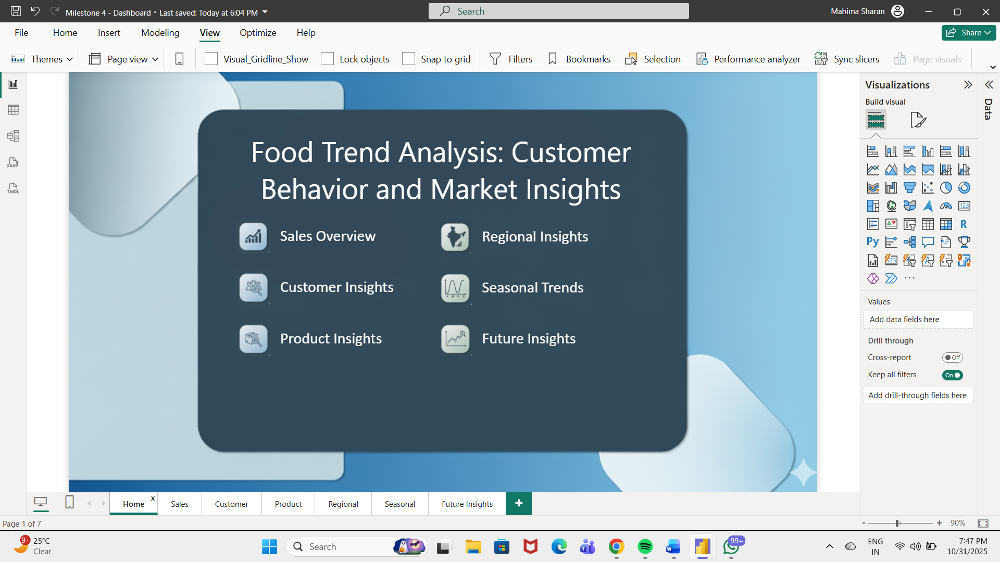 Milestone 4 - Dashboard • Last saved: Today at 6:04 PM
Search
Mahima Sharan
File
Home
Insert
Modeling
View
Optimize
Help
Share
Themes
Page view
Visual_Gridline_Show
Lock objects
Snap to grid
Filters
Bookmarks
Selection
Performance analyzer
Sync slicers
Page visuals
Food Trend Analysis: Customer
Behavior and Market Insights
Sales Overview
Regional Insights
Customer Insights
Seasonal Trends
Product Insights
Future Insights
DAX
TMDL
Visualizations
Data
Build visual
123
R
Py
123
Values
Add data fields here
Drill through
Cross-report
Off
Keep all filters
On
Add drill-through fields here
Home
x
Sales
Customer
Product
Regional
Seasonal
Future Insights
+
Page 1 of 7
-
+
90%
9+
25°C
Clear
Search
99+
ENG
IN
7:47 PM
10/31/2025